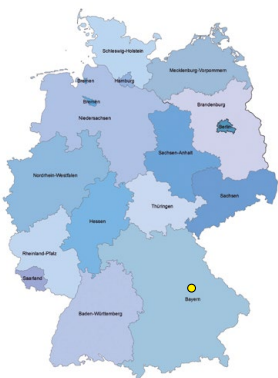 Schleswig-Holstein
Mecklenburg-Vorpommern
Bremen
Hamburg
Bremen
Niedersachsen
Brandenburg
Berlin
Sachsen-Anhalt
Nordrhein-Westfalen
Sachsen
Hessen
Thüringen
Rheinland-Pfalz
Saarland
Bayern
Baden-Württemberg